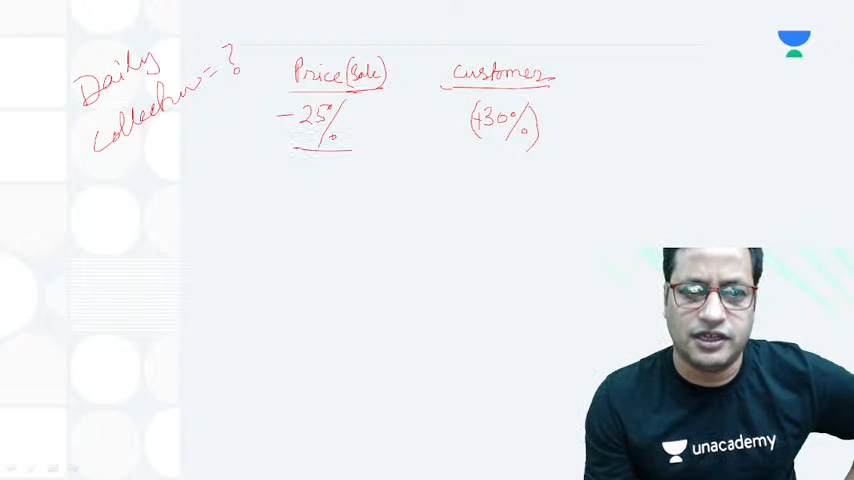 Daily
collection = ?
Price (Sale)
customer
- 25%
(+30%)
unacademy